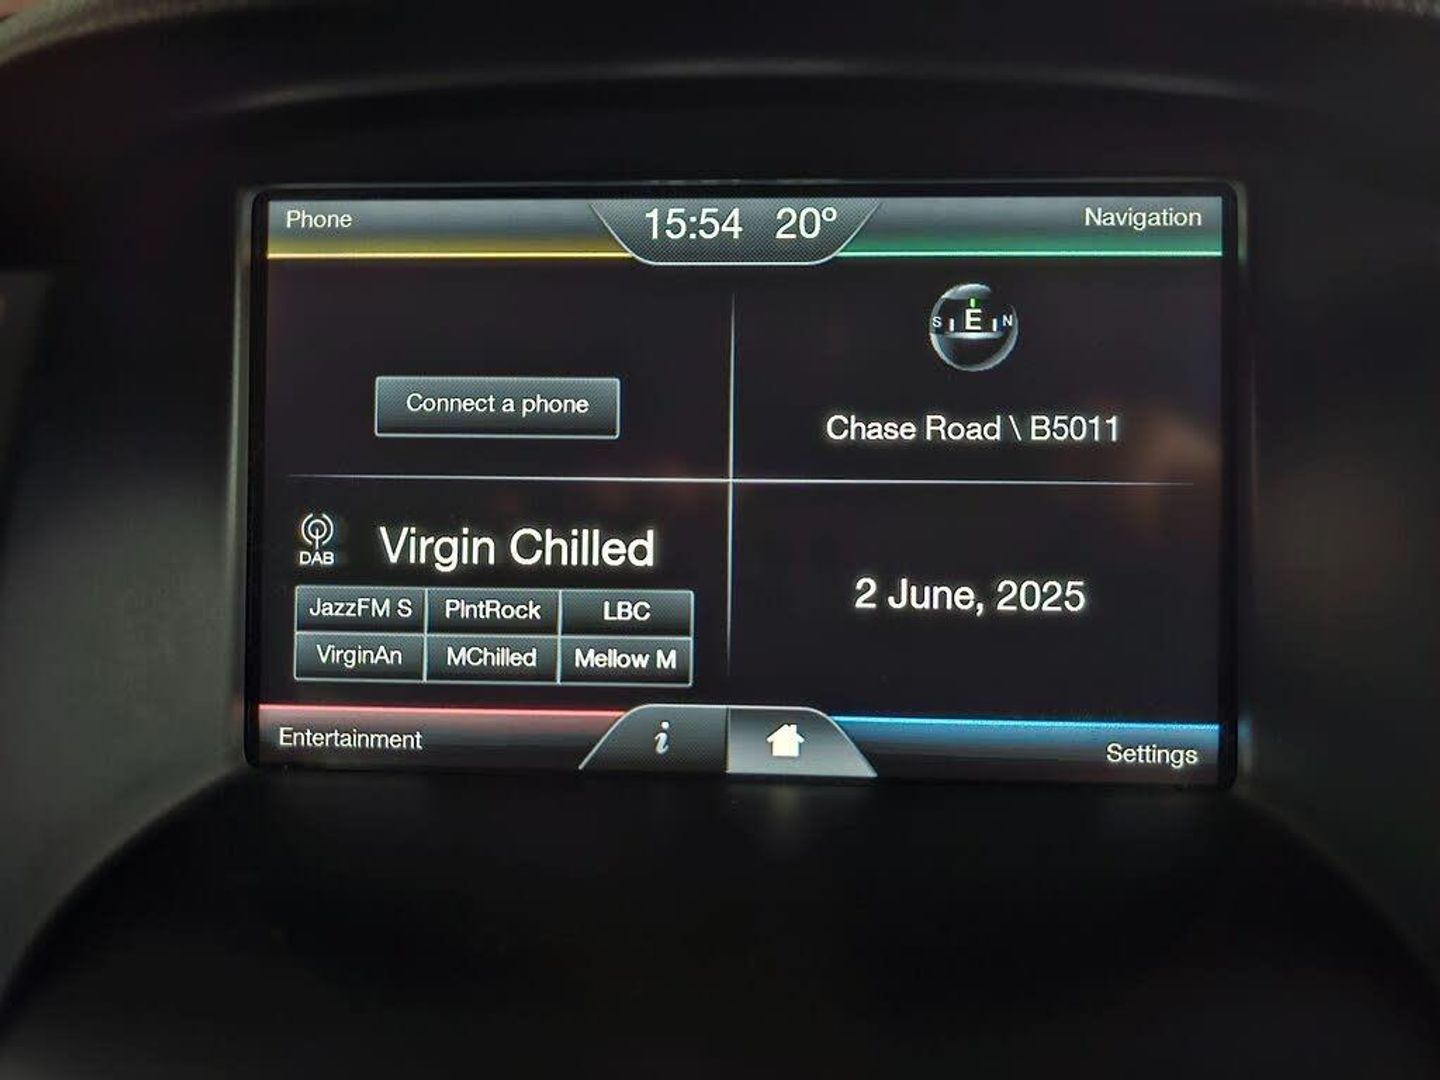 Phone
15:54 20°
Navigation
S E N
Connect a phone
Chase Road \ B5011
DAB
Virgin Chilled
JazzFM S PlntRock LBC
VirginAn MChilled Mellow M
2 June, 2025
Entertainment
i
Settings